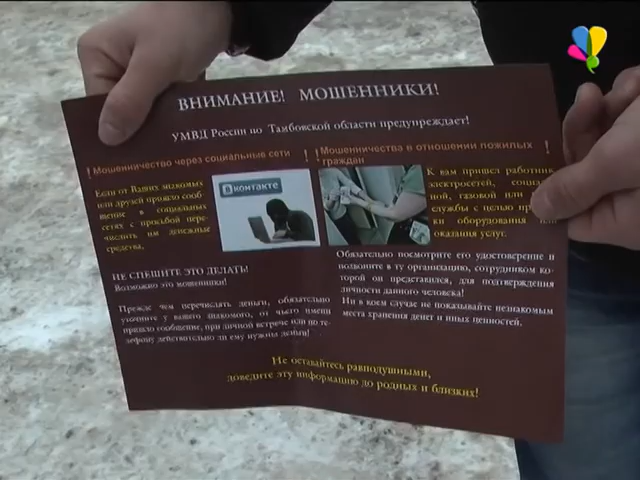 ВНИМАНИЕ! МОШЕННИКИ!
УМВД России по Тамбовской области предупреждает!
! Мошенничество через социальные сети !
Если от Ваших знакомых
или друзей пришло сооб-
щение в социальных
сетях с просьбой пере-
числить им денежные
средства.
В контакте
НЕ СПЕШИТЕ ЭТО ДЕЛАТЬ!
Возможно это мошенники!
Прежде чем перечислять деньги, обязательно
уточните у вашего знакомого, от чьего имени
пришло сообщение, при личной встрече или по те-
лефону действительно ли ему нужны деньги!
! Мошенничества в отношении пожилых !
граждан
К вам пришел работник
электросетей, социаль
ной, газовой или
службы с целью
ки оборудования или
оказания услуг.
Обязательно посмотрите его удостоверение и
позвоните в ту организацию, сотрудником ко-
торой он представился, для подтверждения
личности данного человека!
Ни в коем случае не показывайте незнакомым
места хранения денег и иных ценностей.
Не оставайтесь равнодушными,
доведите эту информацию до родных и близких!